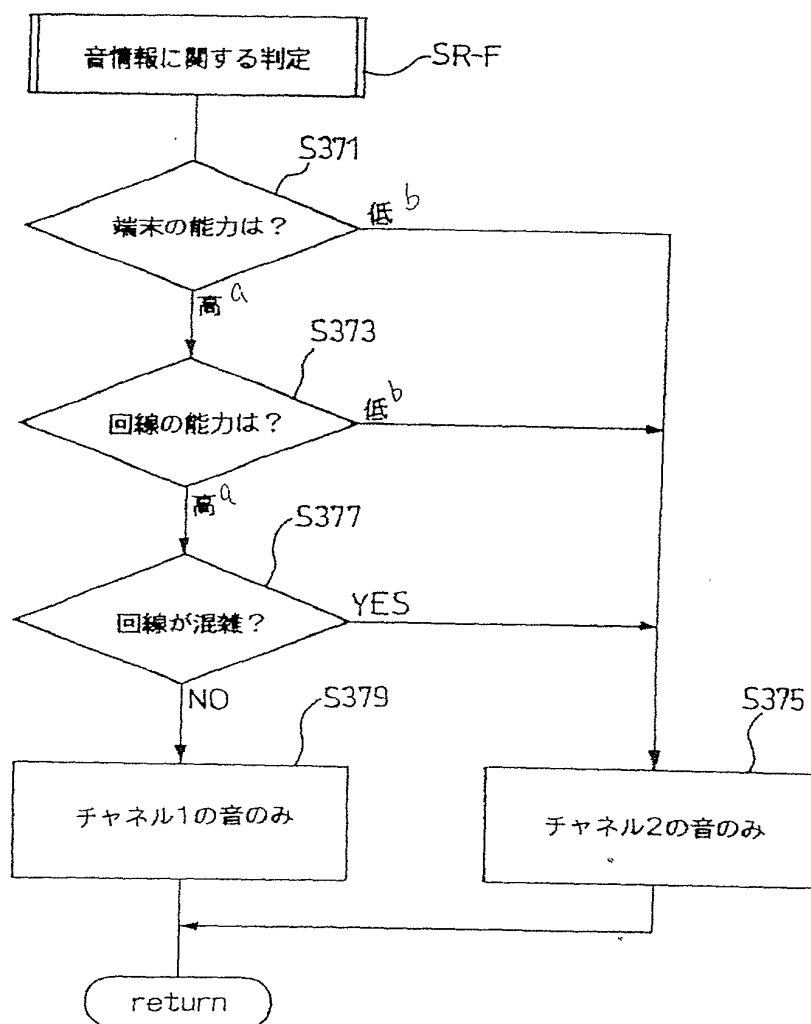 音情報に関する判定
SR-F
S371
端末の能力は？
低 b
高 a
S373
回線の能力は？
低 b
高 a
S377
回線が混雑？
YES
NO
S379
S375
チャネル1の音のみ
チャネル2の音のみ
return